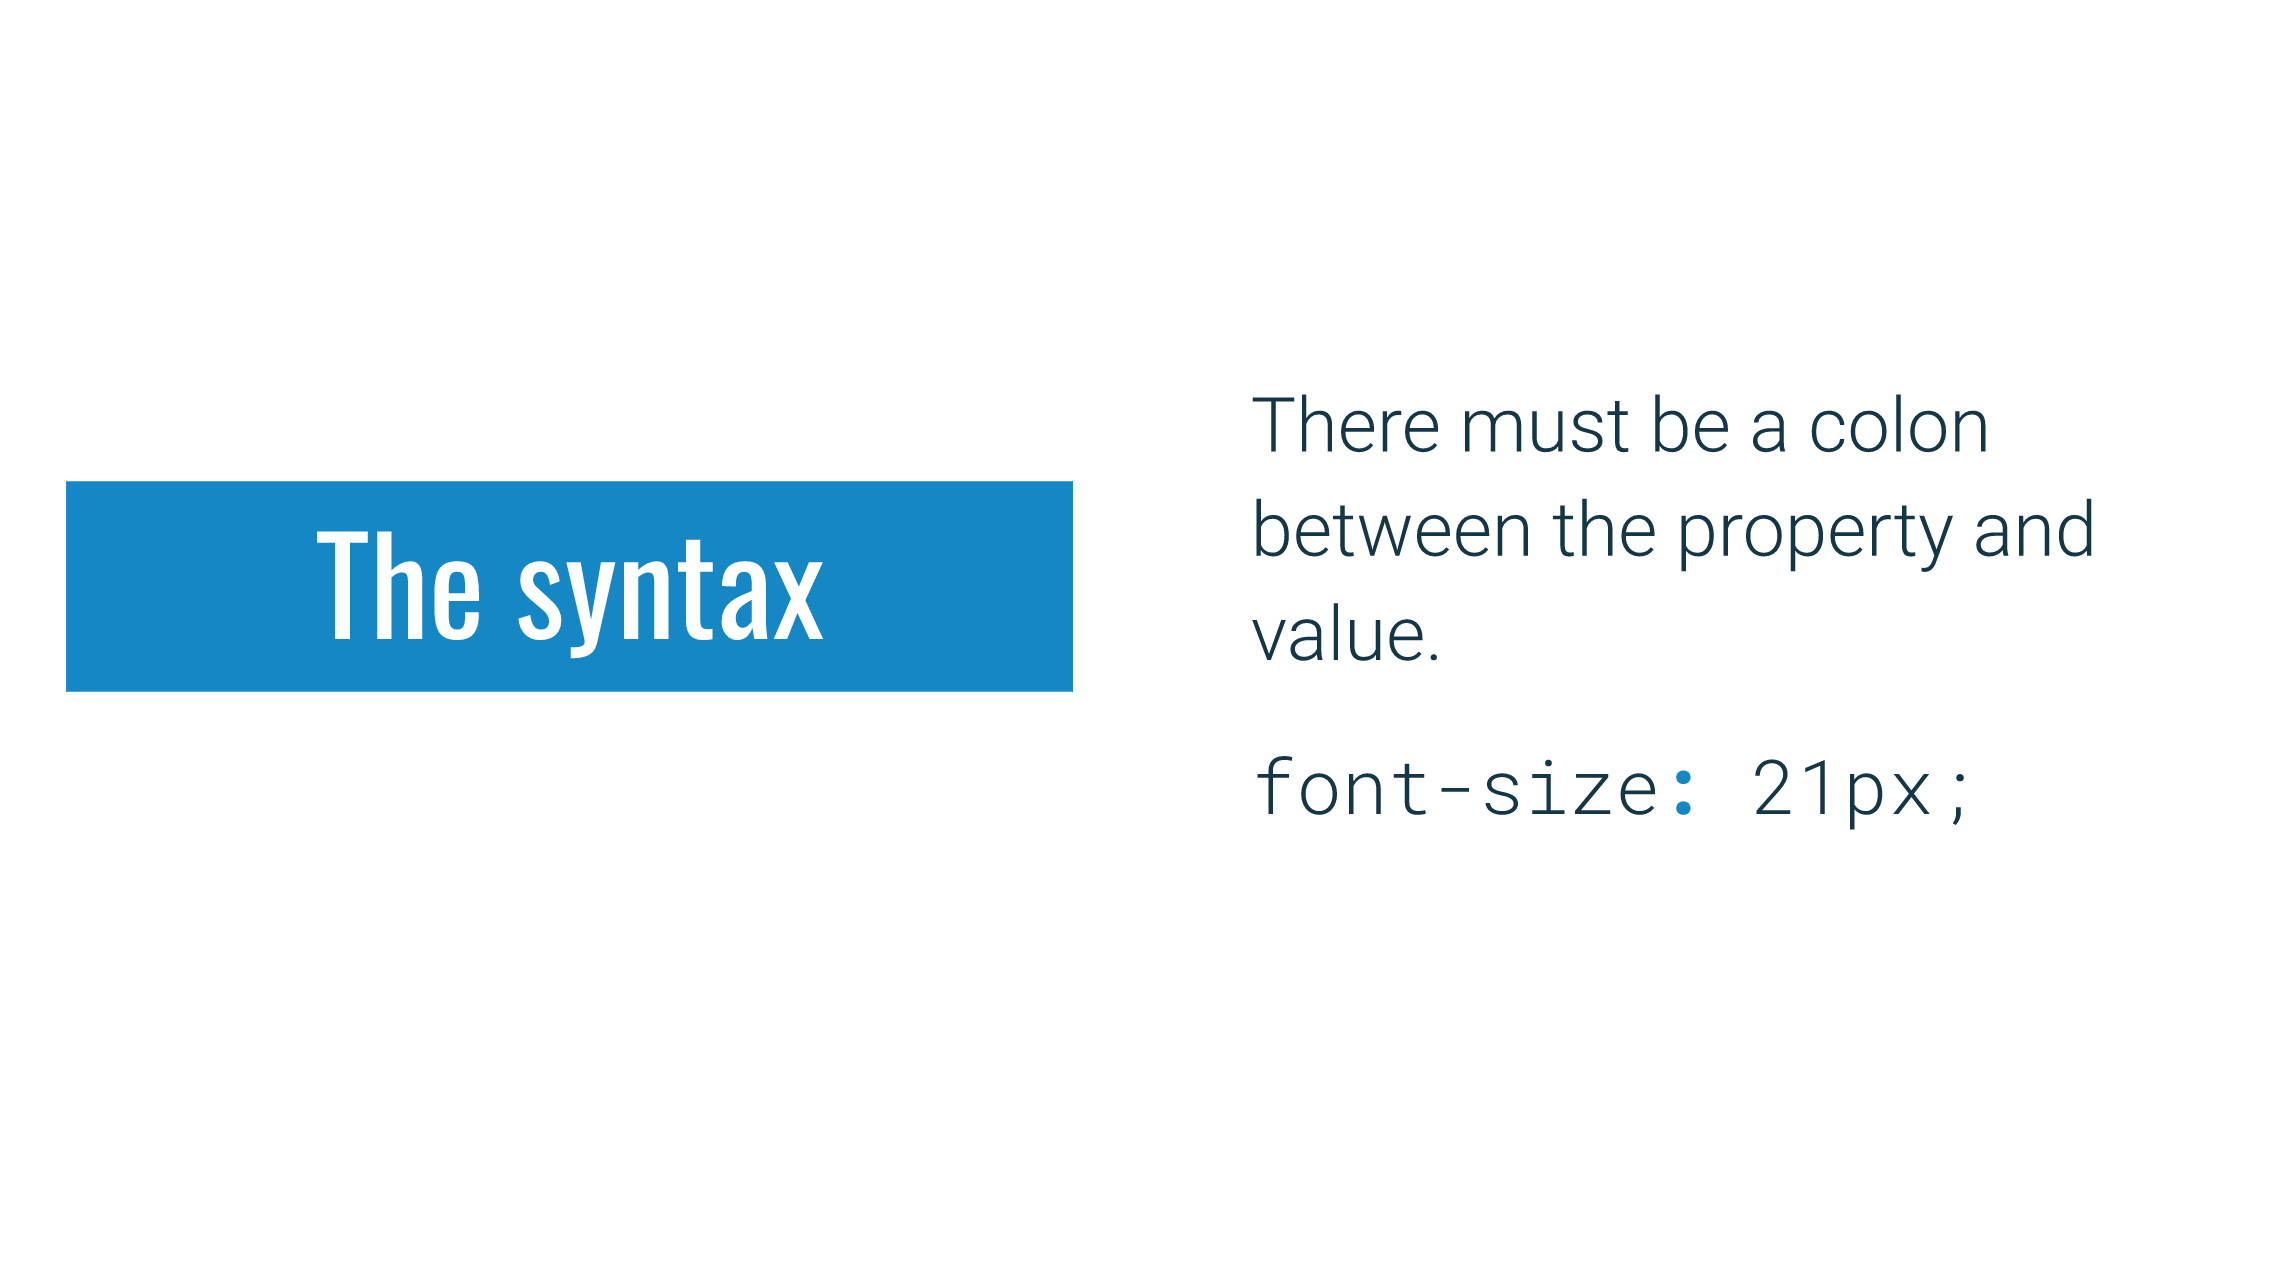 The syntax
There must be a colon
between the property and
value.
font-size: 21px;